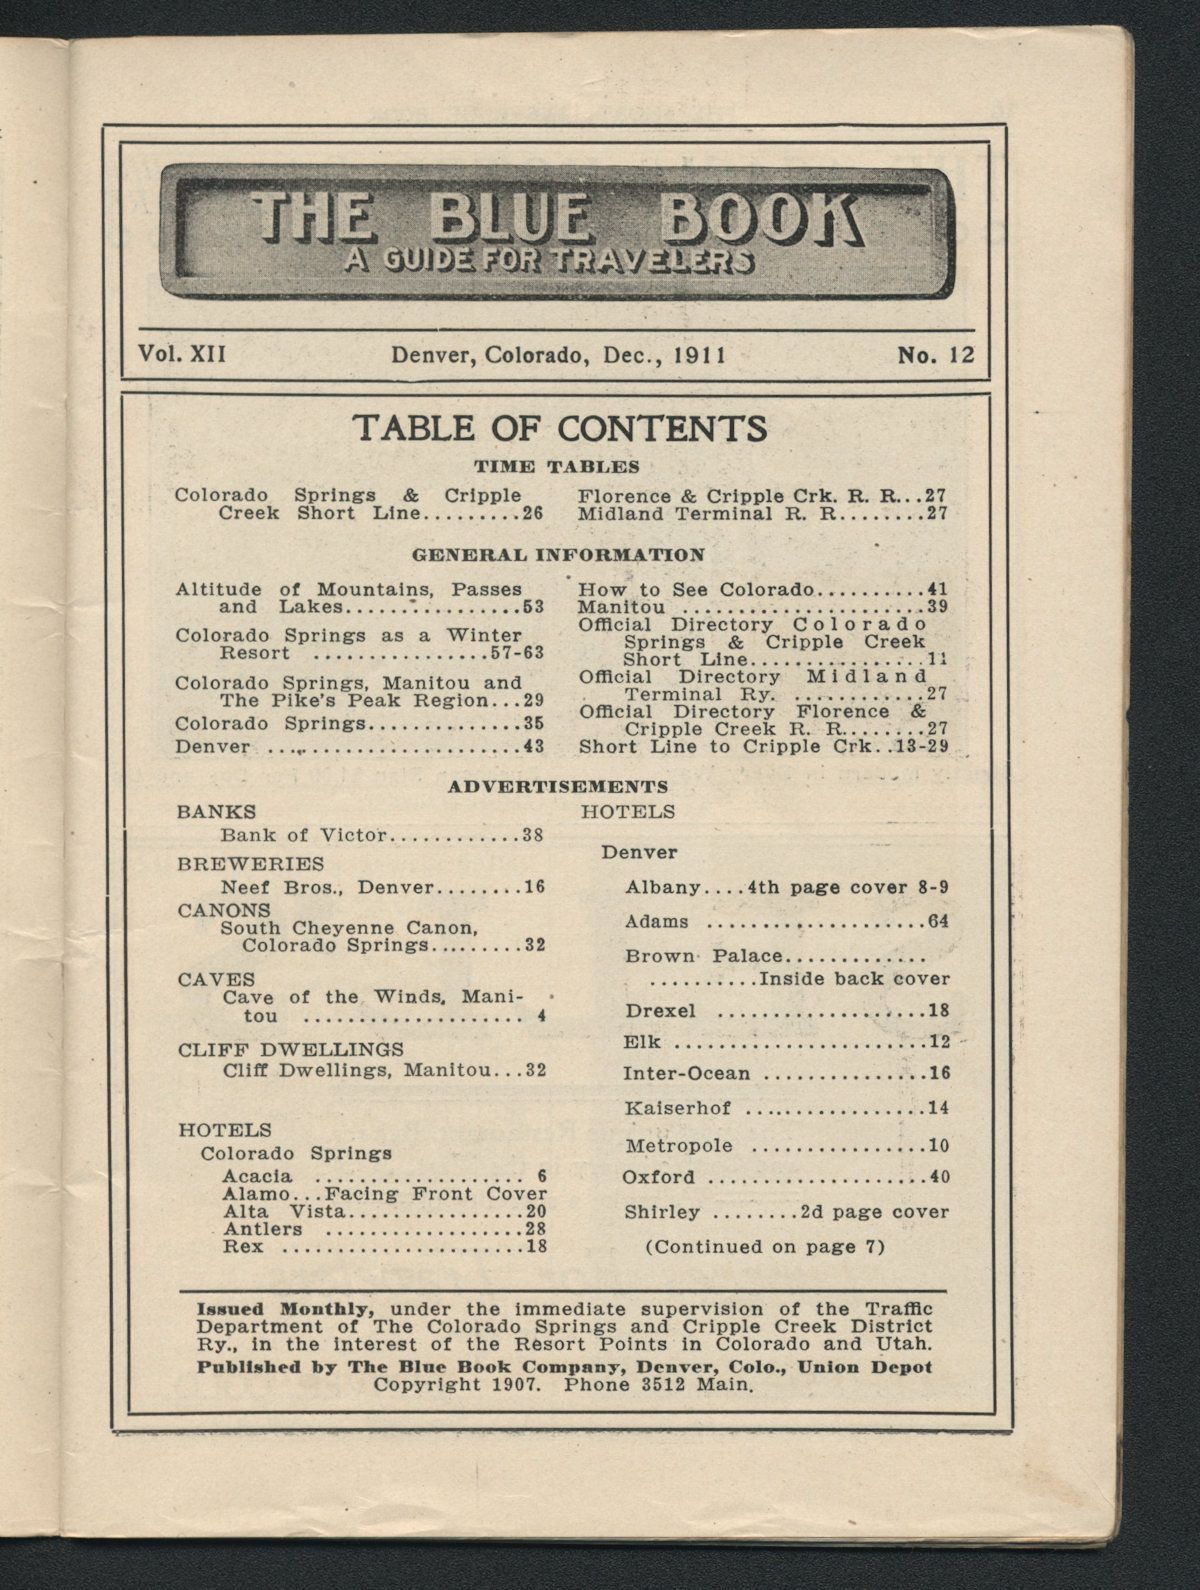 THE BLUE BOOK
A GUIDE FOR TRAVELERS
Vol. XII Denver, Colorado, Dec., 1911 No. 12
TABLE OF CONTENTS
TIME TABLES
Colorado Springs & Cripple
Creek Short Line.........26
Florence & Cripple Crk. R. R...27
Midland Terminal R. R........27
GENERAL INFORMATION
Altitude of Mountains, Passes
and Lakes................53
Colorado Springs as a Winter
Resort ................57-63
Colorado Springs, Manitou and
The Pike's Peak Region...29
Colorado Springs..............35
Denver .......................43
How to See Colorado..........41
Manitou ......................39
Official Directory Colorado
Springs & Cripple Creek
Short Line................11
Official Directory Midland
Terminal Ry. ............27
Official Directory Florence &
Cripple Creek R. R........27
Short Line to Cripple Crk..13-29
ADVERTISEMENTS
BANKS
Bank of Victor............38
BREWERIES
Neef Bros., Denver........16
CANONS
South Cheyenne Canon,
Colorado Springs.........32
CAVES
Cave of the Winds, Mani-
tou .................... 4
CLIFF DWELLINGS
Cliff Dwellings, Manitou...32
HOTELS
Colorado Springs
Acacia ................... 6
Alamo...Facing Front Cover
Alta Vista................20
Antlers ..................28
Rex ......................18
HOTELS
Denver
Albany....4th page cover 8-9
Adams ....................64
Brown Palace.............
..........Inside back cover
Drexel ...................18
Elk .......................12
Inter-Ocean ...............16
Kaiserhof ................14
Metropole ................10
Oxford ....................40
Shirley ........2d page cover
(Continued on page 7)
Issued Monthly, under the immediate supervision of the Traffic
Department of The Colorado Springs and Cripple Creek District
Ry., in the interest of the Resort Points in Colorado and Utah.
Published by The Blue Book Company, Denver, Colo., Union Depot
Copyright 1907. Phone 3512 Main.